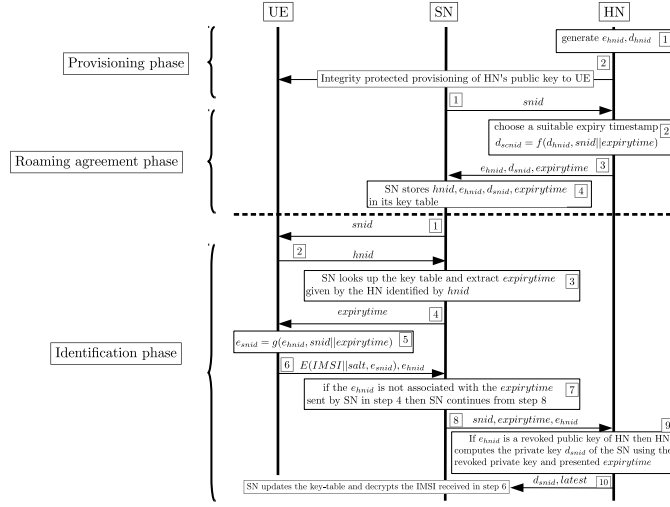 UE SN HN
generate e_hnid, d_hnid 1
Provisioning phase
2
Integrity protected provisioning of HN's public key to UE
1 snid
choose a suitable expiry timestamp 2
d_scnid = f(d_hnid, snid||expirytime)
Roaming agreement phase
e_hnid, d_snid, expirytime 3
SN stores hnid, e_hnid, d_snid, expirytime 4
in its key table
snid 1
2 hnid
SN looks up the key table and extract expirytime 3
given by the HN identified by hnid
expirytime 4
e_snid = g(e_hnid, snid||expirytime) 5
Identification phase
6 E(IMSI||salt, e_snid), e_hnid
if the e_hnid is not associated with the expirytime 7
sent by SN in step 4 then SN continues from step 8
8 snid, expirytime, e_hnid 9
If e_hnid is a revoked public key of HN then HN
computes the private key d_snid of the SN using the
revoked private key and presented expirytime
d_snid, latest 10
SN updates the key-table and decrypts the IMSI received in step 6